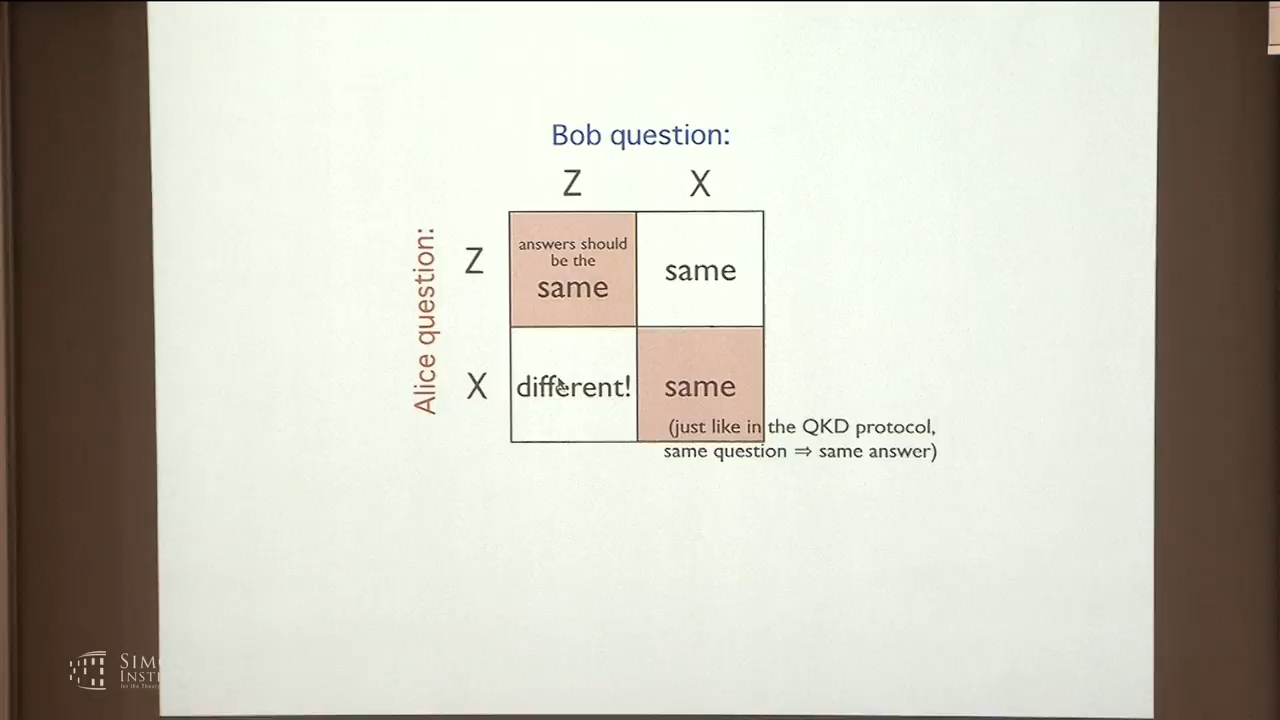 Bob question:
Z X
Alice question:
Z
answers should
be the
same
same
X
different!
same
(just like in the QKD protocol,
same question ⇒ same answer)